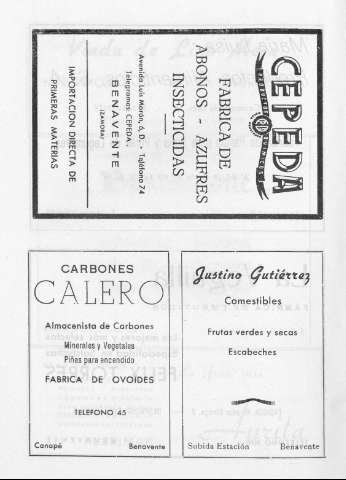 CEPEDA
FABRICA DE
ABONOS - AZUFRES
INSECTICIDAS
Avenida Luis Morán, 6, D. - Teléfono 74
Telegramas: CEPEDA
BENAVENTE
(ZAMORA)
IMPORTACION DIRECTA DE
PRIMERAS MATERIAS
CARBONES
CALERO
Almacenista de Carbones
Minerales y Vegetales
Piñas para encendido
FABRICA DE OVOIDES
TELEFONO 45
Canapé Benavente
Justino Gutiérrez
Comestibles
Frutas verdes y secas
Escabeches
Subida Estación Benavente